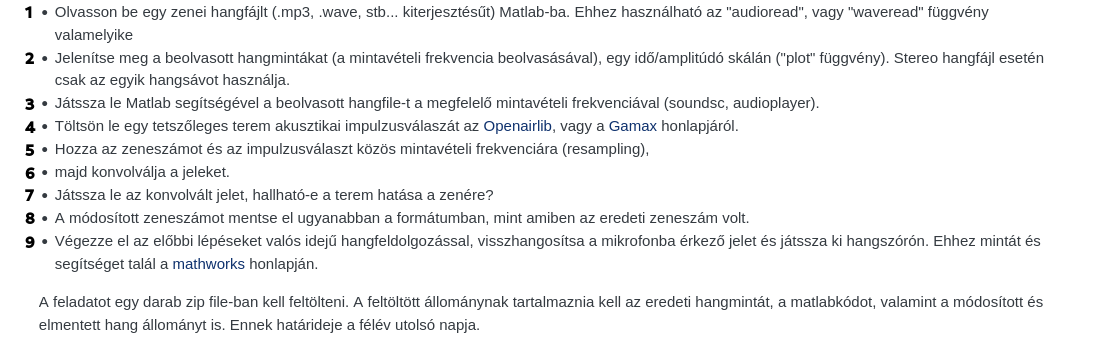 1 • Olvasson be egy zenei hangfájlt (.mp3, .wave, stb... kiterjesztésűt) Matlab-ba. Ehhez használható az "audioread", vagy "waveread" függvény
valamelyike
2 • Jelenítse meg a beolvasott hangmintákat (a mintavételi frekvencia beolvasásával), egy idő/amplitúdó skálán ("plot" függvény). Stereo hangfájl esetén
csak az egyik hangsávot használja.
3 • Játssza le Matlab segítségével a beolvasott hangfile-t a megfelelő mintavételi frekvenciával (soundsc, audioplayer).
4 • Töltsön le egy tetszőleges terem akusztikai impulzusválaszát az Openairlib, vagy a Gamax honlapjáról.
5 • Hozza az zeneszámot és az impulzusválaszt közös mintavételi frekvenciára (resampling),
6 • majd konvolválja a jeleket.
7 • Játssza le az konvolvált jelet, hallható-e a terem hatása a zenére?
8 • A módosított zeneszámot mentse el ugyanabban a formátumban, mint amiben az eredeti zeneszám volt.
9 • Végezze el az előbbi lépéseket valós idejű hangfeldolgozással, visszhangosítsa a mikrofonba érkező jelet és játssza ki hangszórón. Ehhez mintát és
segítséget talál a mathworks honlapján.
A feladatot egy darab zip file-ban kell feltölteni. A feltöltött állománynak tartalmaznia kell az eredeti hangmintát, a matlabkódot, valamint a módosított és
elmentett hang állományt is. Ennek határideje a félév utolsó napja.